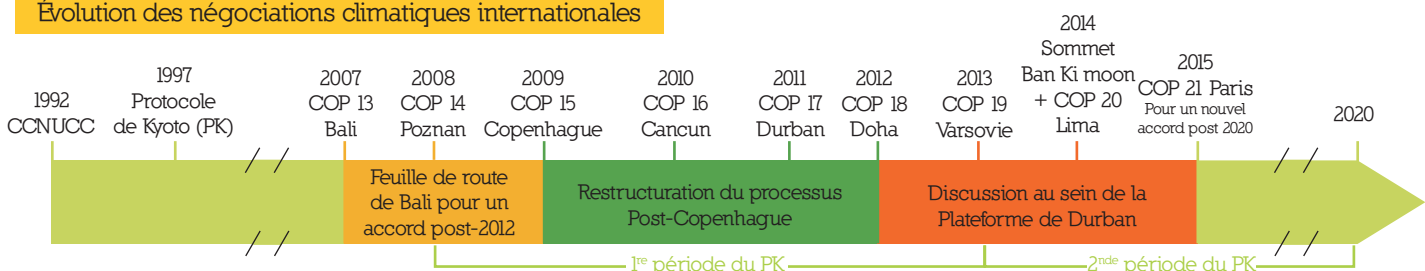 Évolution des négociations climatiques internationales
1992
CCNUCC
1997
Protocole
de Kyoto (PK)
2007
COP 13
Bali
2008
COP 14
Poznan
2009
COP 15
Copenhague
2010
COP 16
Cancun
2011
COP 17
Durban
2012
COP 18
Doha
2013
COP 19
Varsovie
2014
Sommet
Ban Ki moon
+ COP 20
Lima
2015
COP 21 Paris
Pour un nouvel
accord post 2020
2020
Feuille de route
de Bali pour un
accord post-2012
Restructuration du processus
Post-Copenhague
Discussion au sein de la
Plateforme de Durban
1re période du PK
2nde période du PK